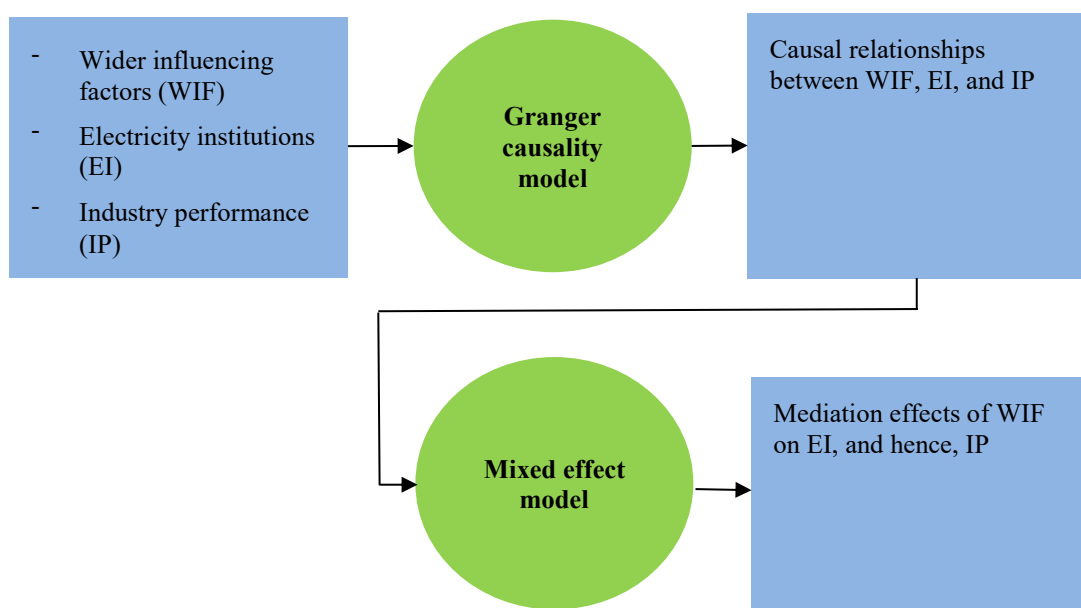 - Wider influencing
factors (WIF)
- Electricity institutions
(EI)
- Industry performance
(IP)
Granger
causality
model
Causal relationships
between WIF, EI, and IP
Mixed effect
model
Mediation effects of WIF
on EI, and hence, IP